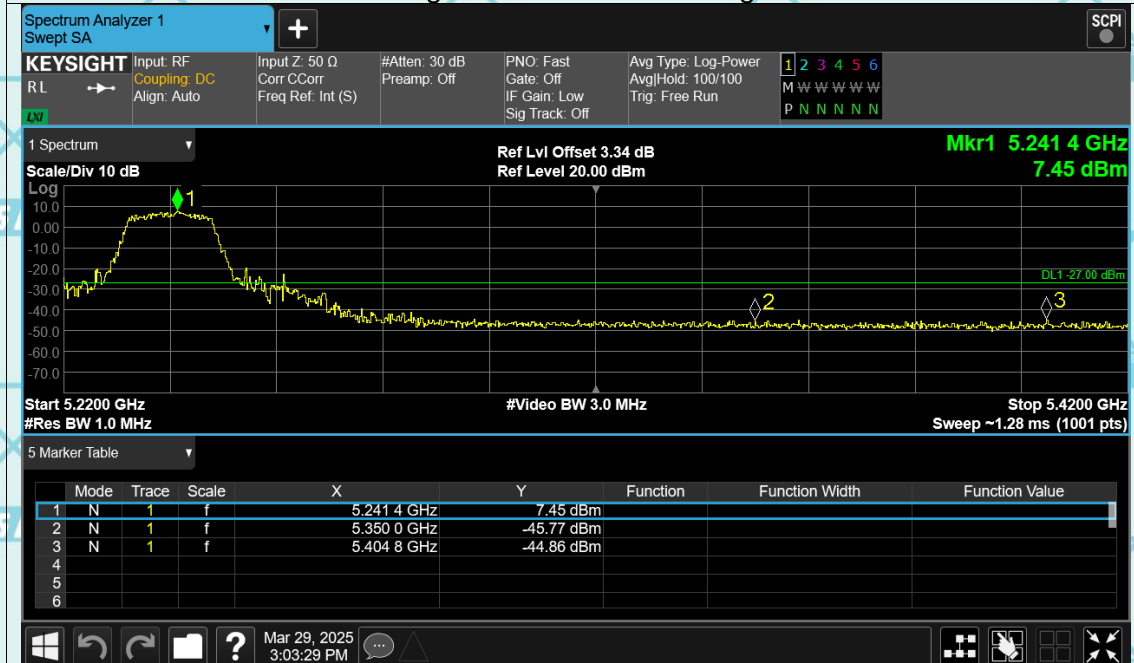 Spectrum Analyzer 1
Swept SA
+
SCPI
KEYSIGHT Input: RF Input Z: 50 Ω #Atten: 30 dB PNO: Fast Avg Type: Log-Power 1 2 3 4 5 6
RL Coupling: DC Corr CCorr Preamp: Off Gate: Off Avg|Hold: 100/100 M W W W W W W
Align: Auto Freq Ref: Int (S) IF Gain: Low Trig: Free Run
LXI Sig Track: Off P N N N N N N
1 Spectrum Ref Lvl Offset 3.34 dB Mkr1 5.241 4 GHz
Scale/Div 10 dB Ref Level 20.00 dBm 7.45 dBm
Log
1
10.0
0.00
-10.0
-20.0
DL1 -27.00 dBm
-30.0
2 3
-40.0
-50.0
-60.0
-70.0
Start 5.2200 GHz #Video BW 3.0 MHz Stop 5.4200 GHz
#Res BW 1.0 MHz Sweep ~1.28 ms (1001 pts)
5 Marker Table
Mode Trace Scale X Y Function Function Width Function Value
1 N 1 f 5.241 4 GHz 7.45 dBm
2 N 1 f 5.350 0 GHz -45.77 dBm
3 N 1 f 5.404 8 GHz -44.86 dBm
4
5
6
? Mar 29, 2025
3:03:29 PM